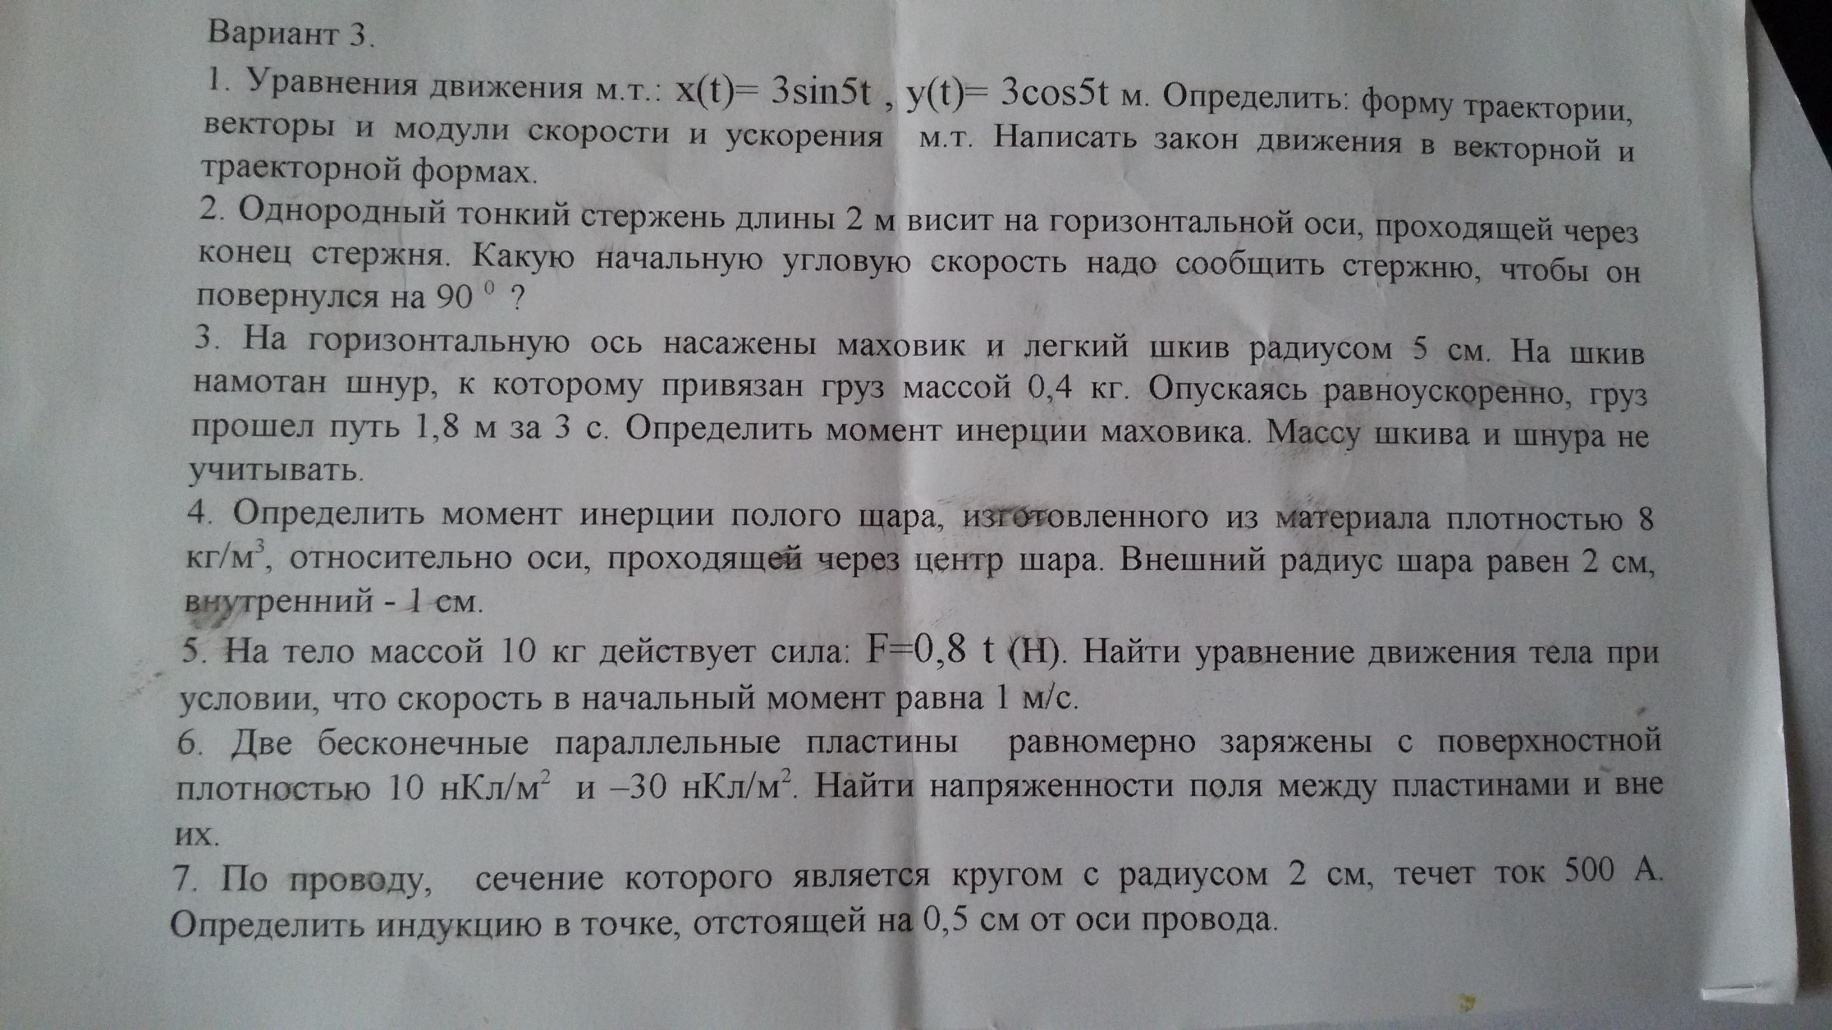 Вариант 3.
1. Уравнения движения м.т.: x(t)= 3sin5t , y(t)= 3cos5t м. Определить: форму траектории,
векторы и модули скорости и ускорения м.т. Написать закон движения в векторной и
траекторной формах.
2. Однородный тонкий стержень длины 2 м висит на горизонтальной оси, проходящей через
конец стержня. Какую начальную угловую скорость надо сообщить стержню, чтобы он
повернулся на 90 ⁰ ?
3. На горизонтальную ось насажены маховик и легкий шкив радиусом 5 см. На шкив
намотан шнур, к которому привязан груз массой 0,4 кг. Опускаясь равноускоренно, груз
прошел путь 1,8 м за 3 с. Определить момент инерции маховика. Массу шкива и шнура не
учитывать.
4. Определить момент инерции полого щара, изготовленного из материала плотностью 8
кг/м³, относительно оси, проходящей через центр шара. Внешний радиус шара равен 2 см,
внутренний - 1 см.
5. На тело массой 10 кг действует сила: F=0,8 t (Н). Найти уравнение движения тела при
условии, что скорость в начальный момент равна 1 м/с.
6. Две бесконечные параллельные пластины равномерно заряжены с поверхностной
плотностью 10 нКл/м² и –30 нКл/м². Найти напряженности поля между пластинами и вне
их.
7. По проводу, сечение которого является кругом с радиусом 2 см, течет ток 500 А.
Определить индукцию в точке, отстоящей на 0,5 см от оси провода.